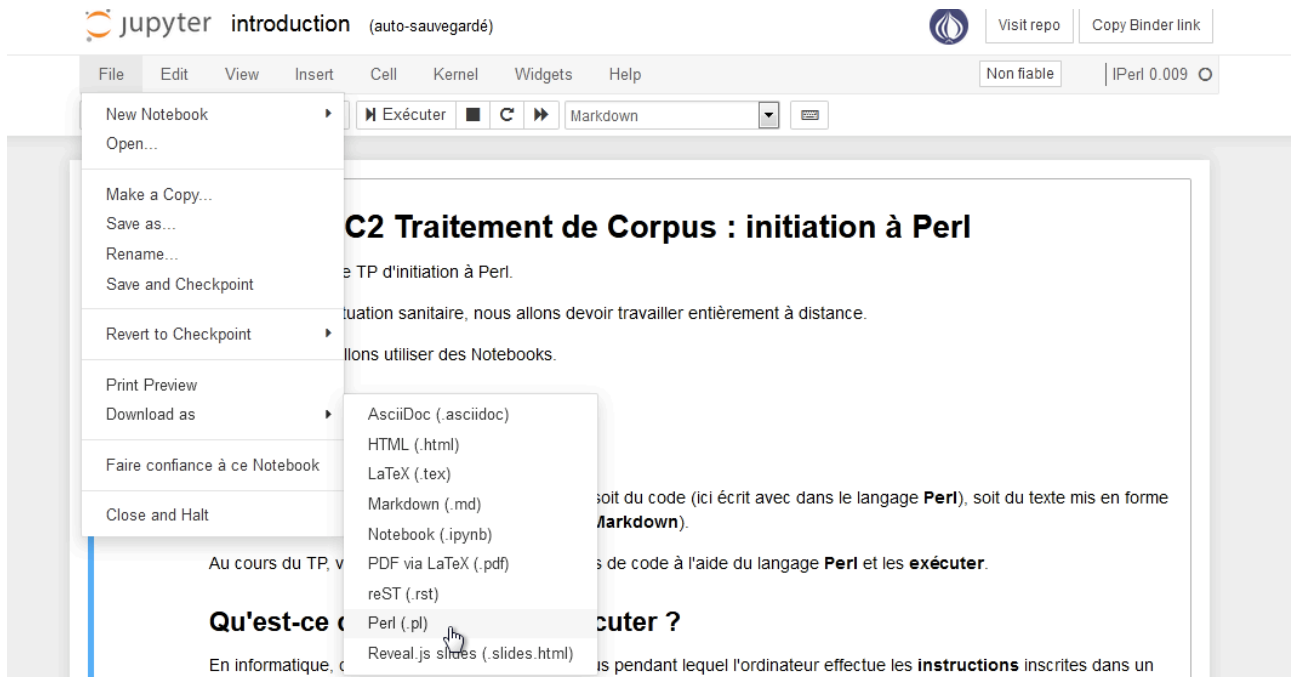 jupyter introduction (auto-sauvegardé)
Visit repo
Copy Binder link
File Edit View Insert Cell Kernel Widgets Help
Non fiable
IPerl 0.009
Exécuter
Markdown
New Notebook
Open...
Make a Copy...
Save as...
Rename...
Save and Checkpoint
Revert to Checkpoint
Print Preview
Download as
Faire confiance à ce Notebook
Close and Halt
AsciiDoc (.asciidoc)
HTML (.html)
LaTeX (.tex)
Markdown (.md)
Notebook (.ipynb)
PDF via LaTeX (.pdf)
reST (.rst)
Perl (.pl)
Reveal.js slides (.slides.html)
C2 Traitement de Corpus : initiation à Perl
e TP d'initiation à Perl.
tuation sanitaire, nous allons devoir travailler entièrement à distance.
llons utiliser des Notebooks.
soit du code (ici écrit avec dans le langage Perl), soit du texte mis en forme
Markdown).
Au cours du TP, v s de code à l'aide du langage Perl et les exécuter.
Qu'est-ce cuter ?
En informatique, us pendant lequel l'ordinateur effectue les instructions inscrites dans un